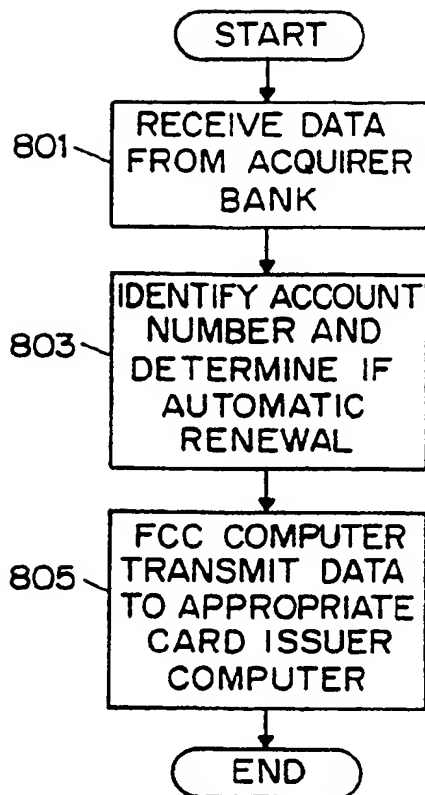 START
801
RECEIVE DATA
FROM ACQUIRER
BANK
803
IDENTIFY ACCOUNT
NUMBER AND
DETERMINE IF
AUTOMATIC
RENEWAL
805
FCC COMPUTER
TRANSMIT DATA
TO APPROPRIATE
CARD ISSUER
COMPUTER
END